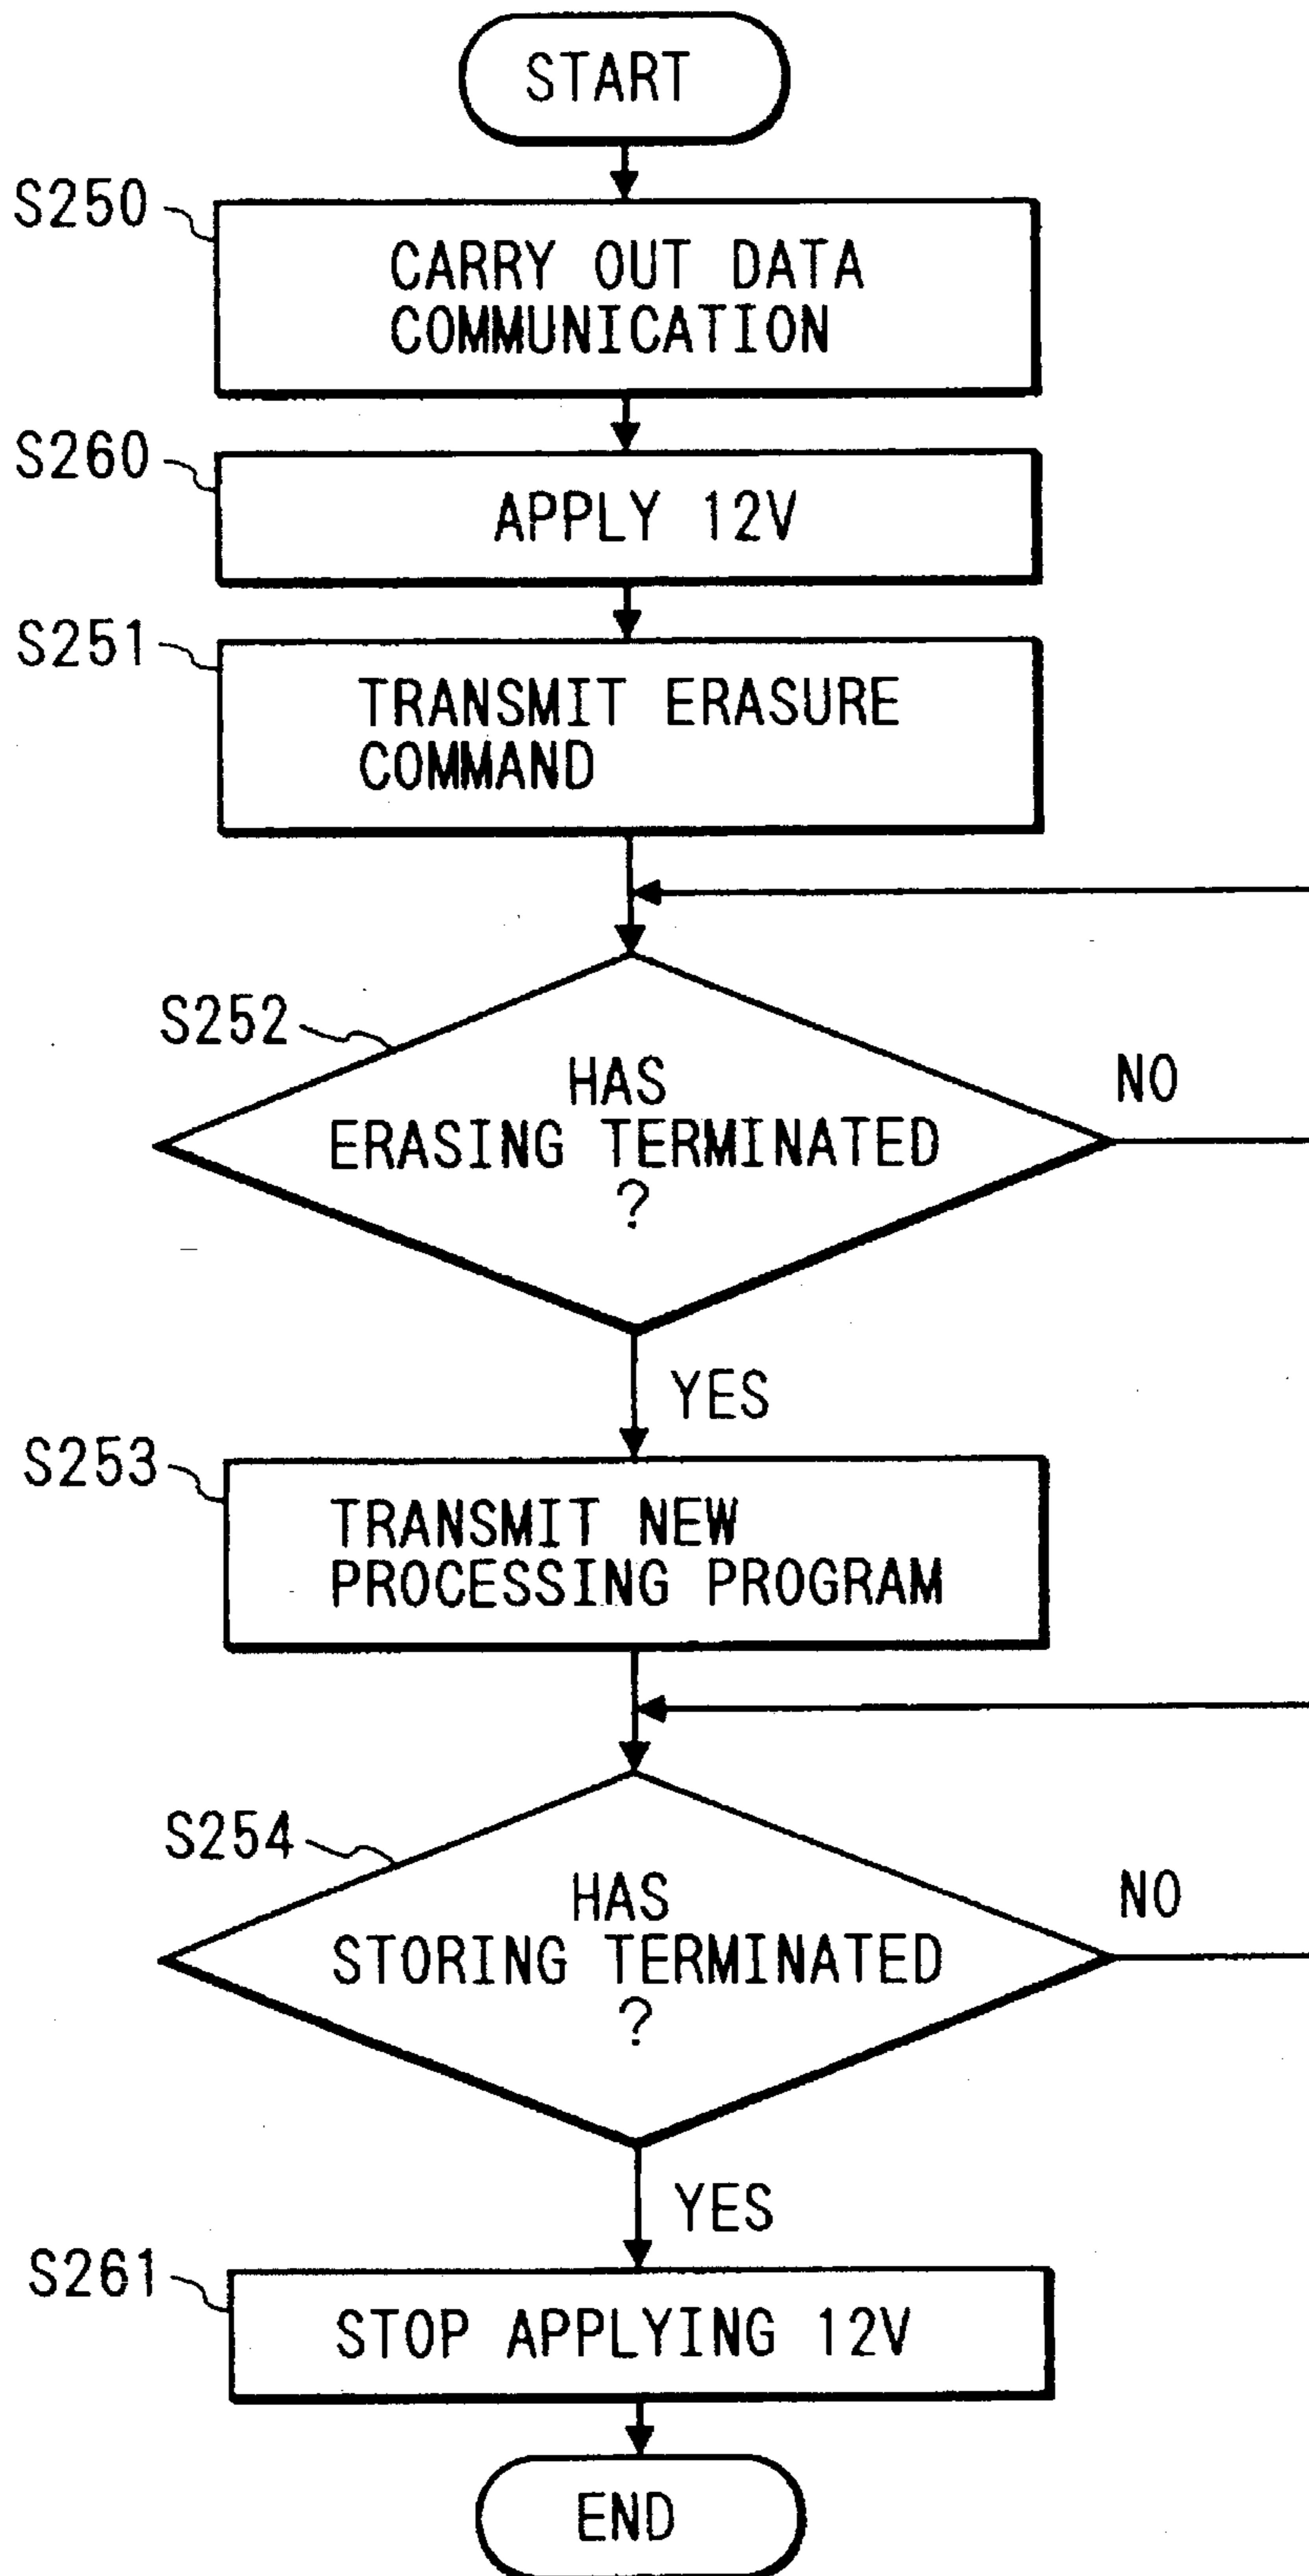 START
S250
CARRY OUT DATA
COMMUNICATION
S260
APPLY 12V
S251
TRANSMIT ERASURE
COMMAND
S252
HAS
ERASING TERMINATED
?
NO
YES
S253
TRANSMIT NEW
PROCESSING PROGRAM
S254
HAS
STORING TERMINATED
?
NO
YES
S261
STOP APPLYING 12V
END